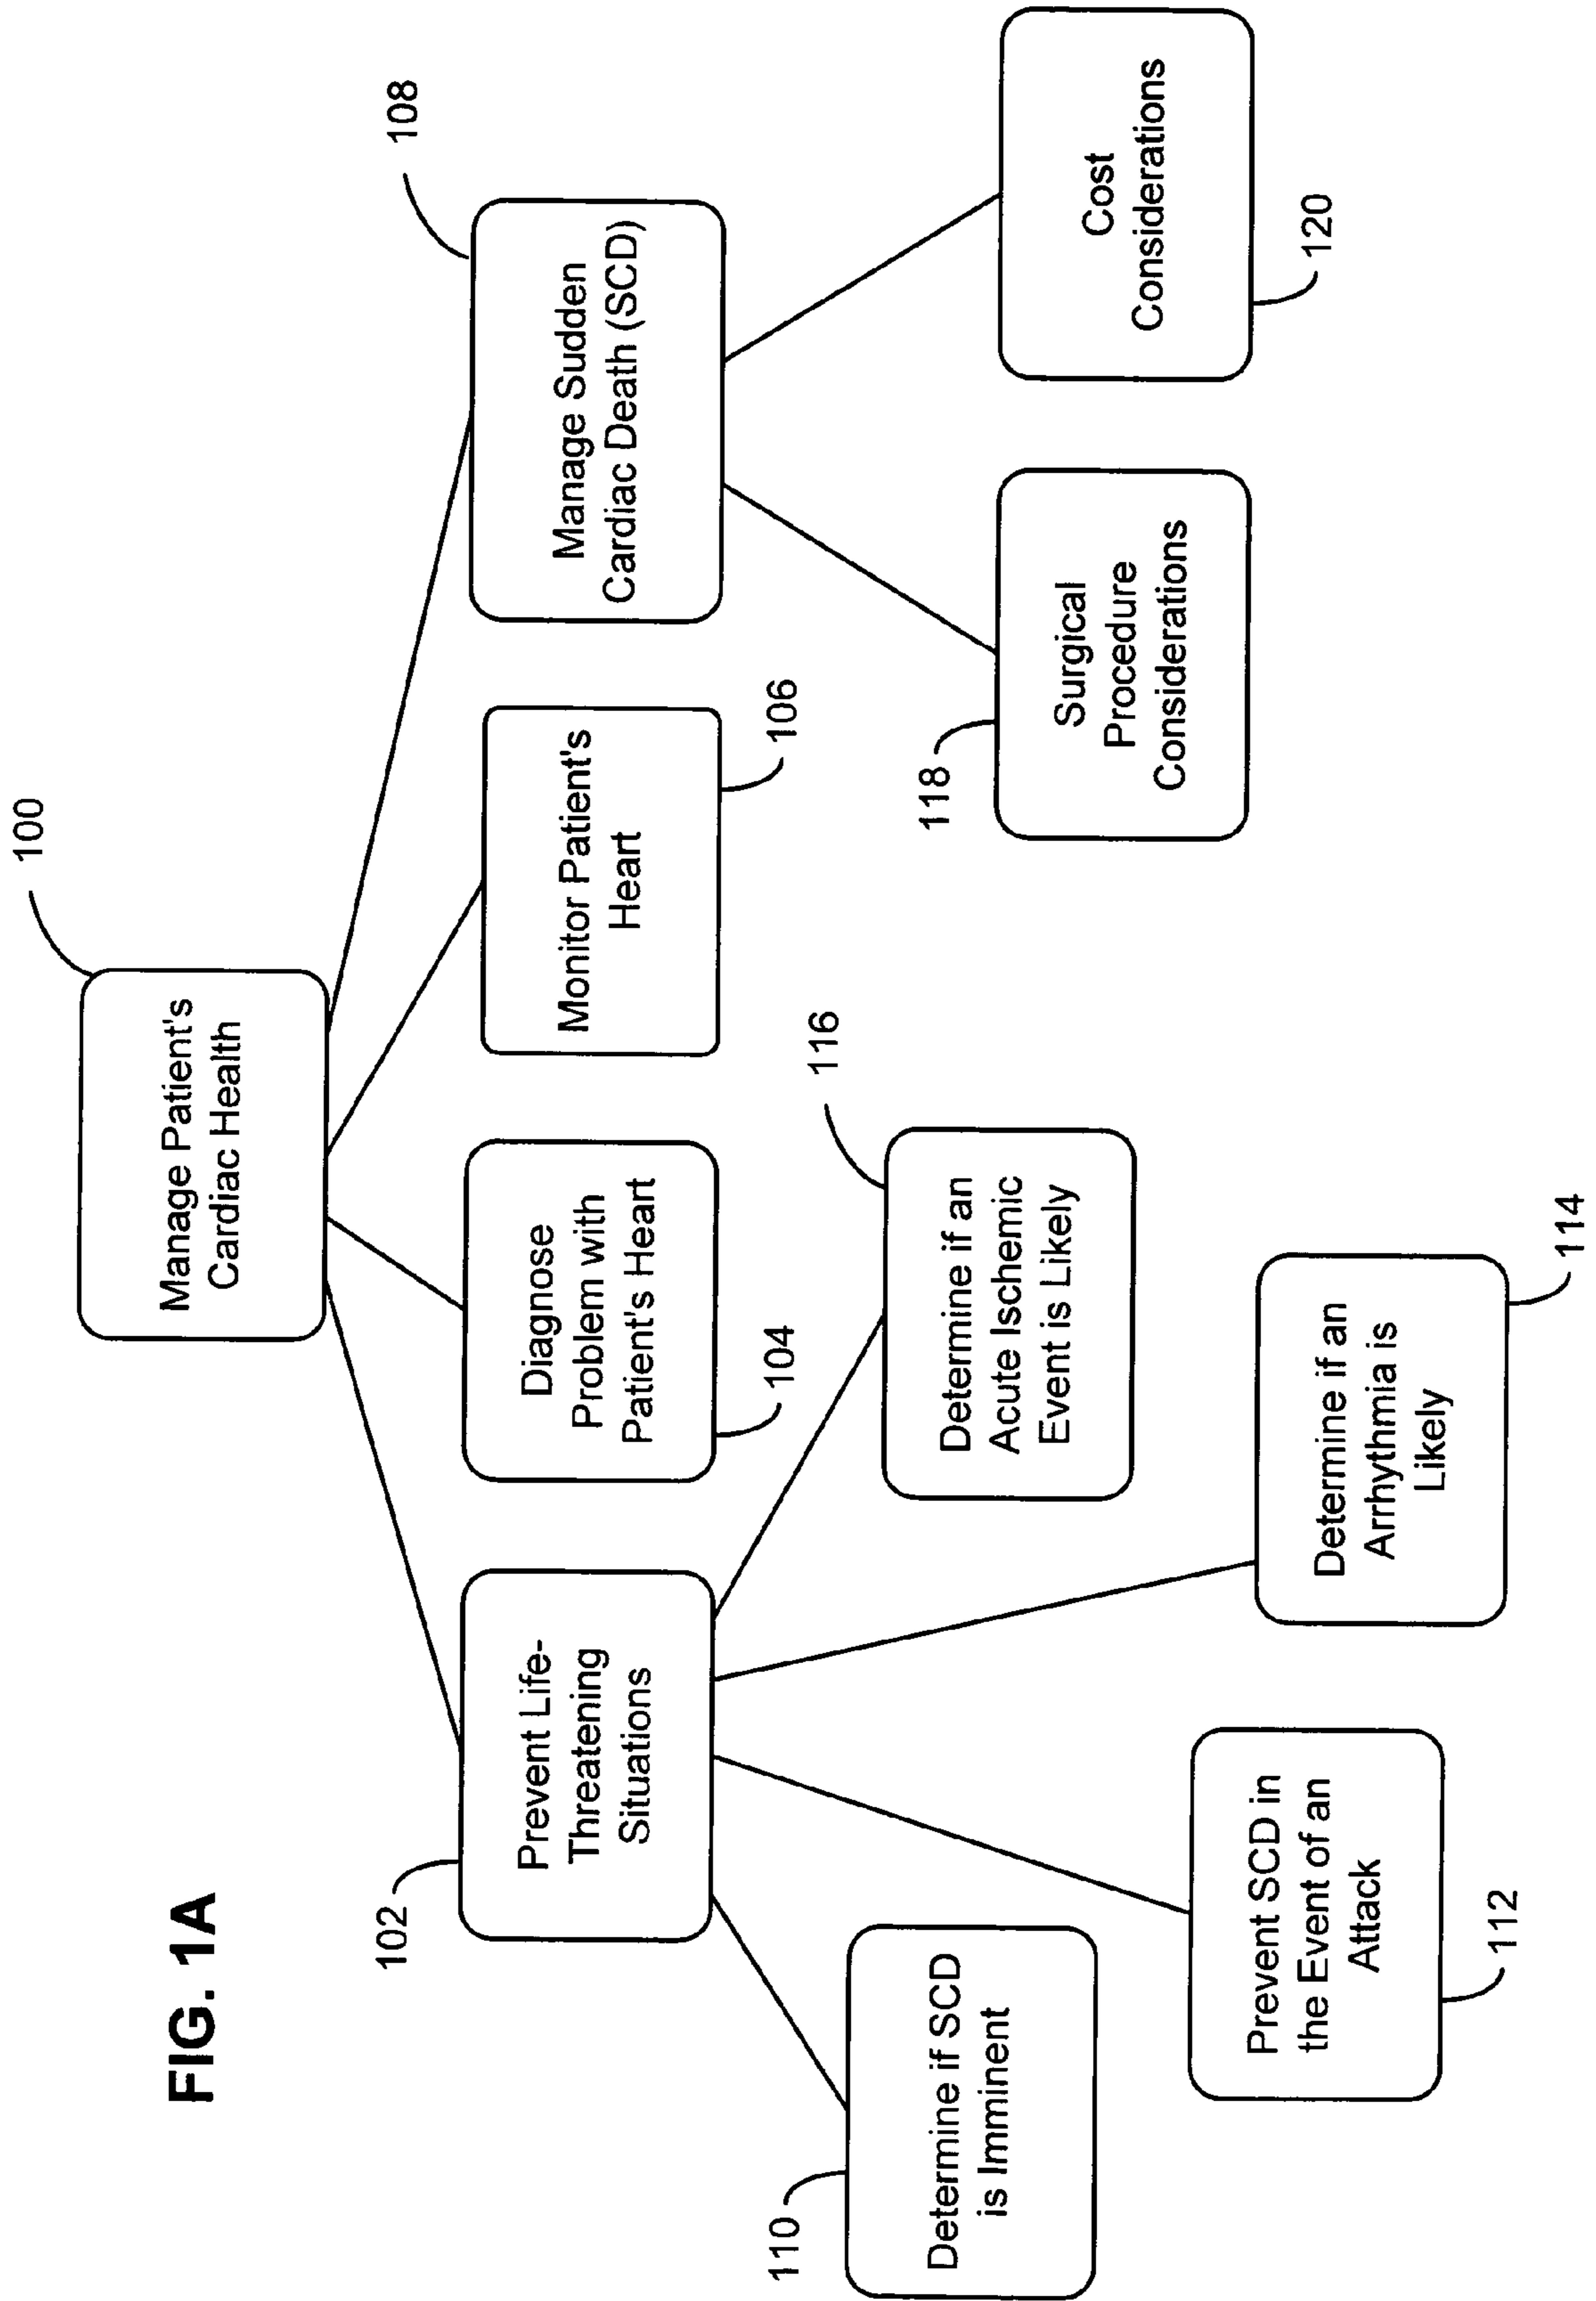 FIG. 1A
100
Manage Patient's
Cardiac Health
102
Prevent Life-
Threatening
Situations
Diagnose
Problem with
Patient's Heart
104
Monitor Patient's
Heart
106
108
Manage Sudden
Cardiac Death (SCD)
110
Determine if SCD
is Imminent
Prevent SCD in
the Event of an
Attack
112
Determine if an
Arrhythmia is
Likely
114
116
Determine if an
Acute Ischemic
Event is Likely
118
Surgical
Procedure
Considerations
Cost
Considerations
120